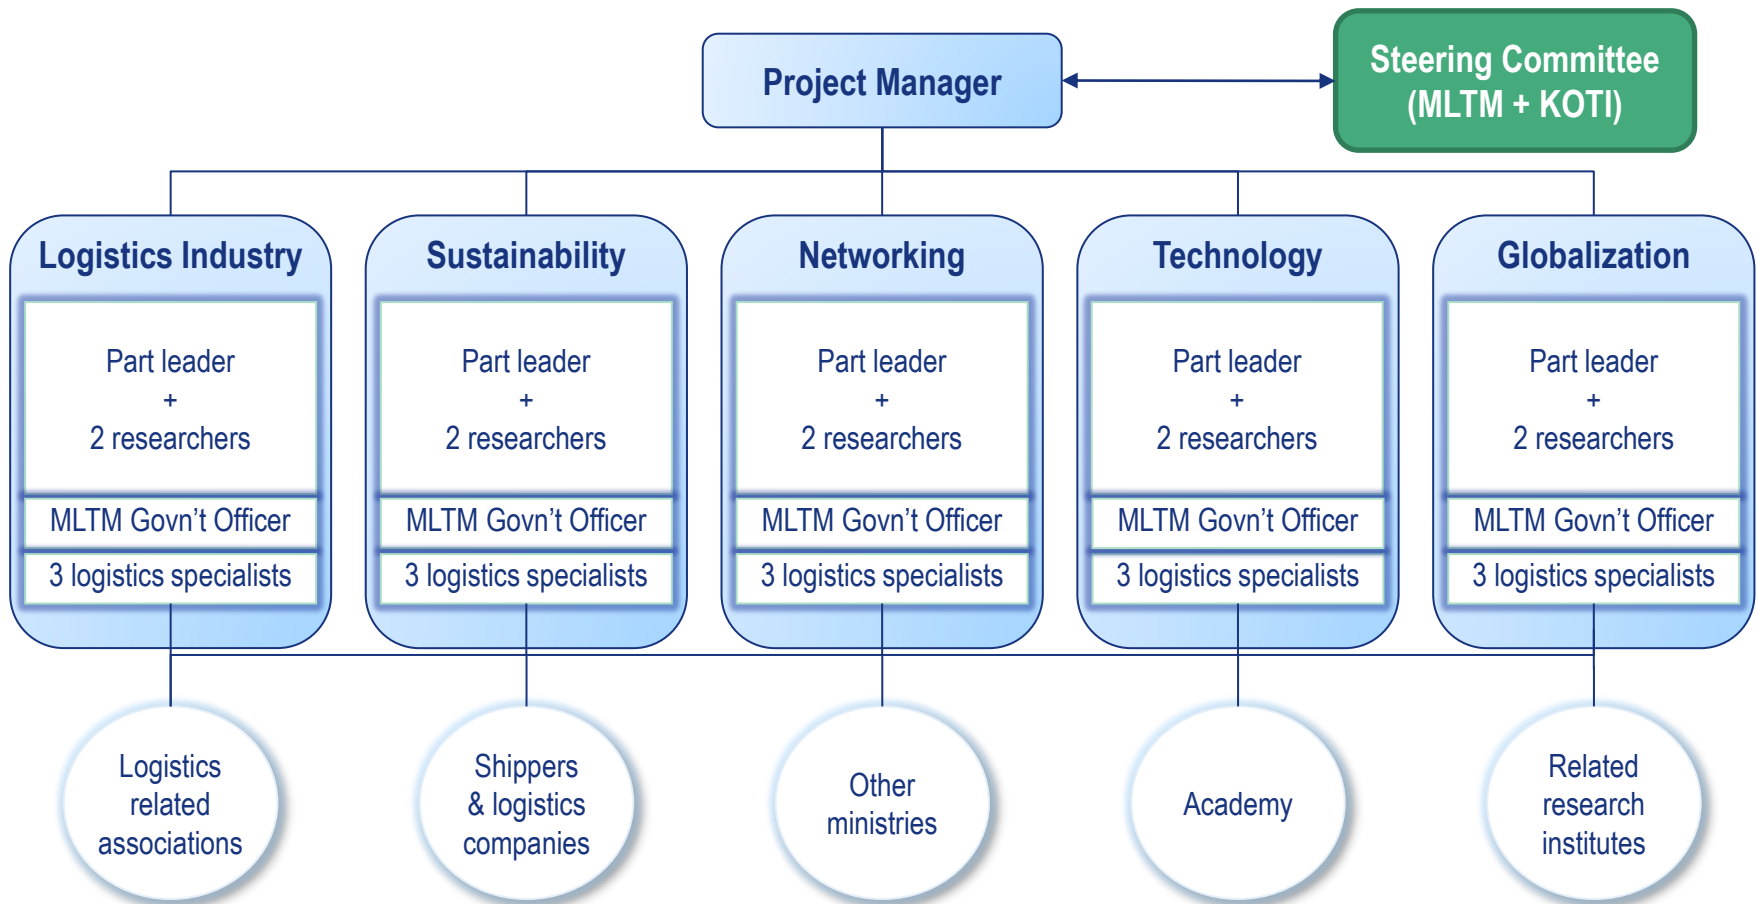 Project Manager
Steering Committee
(MLTM + KOTI)
Logistics Industry
Part leader
+
2 researchers
MLTM Govn’t Officer
3 logistics specialists
Sustainability
Part leader
+
2 researchers
MLTM Govn’t Officer
3 logistics specialists
Networking
Part leader
+
2 researchers
MLTM Govn’t Officer
3 logistics specialists
Technology
Part leader
+
2 researchers
MLTM Govn’t Officer
3 logistics specialists
Globalization
Part leader
+
2 researchers
MLTM Govn’t Officer
3 logistics specialists
Logistics
related
associations
Shippers
& logistics
companies
Other
ministries
Academy
Related
research
institutes